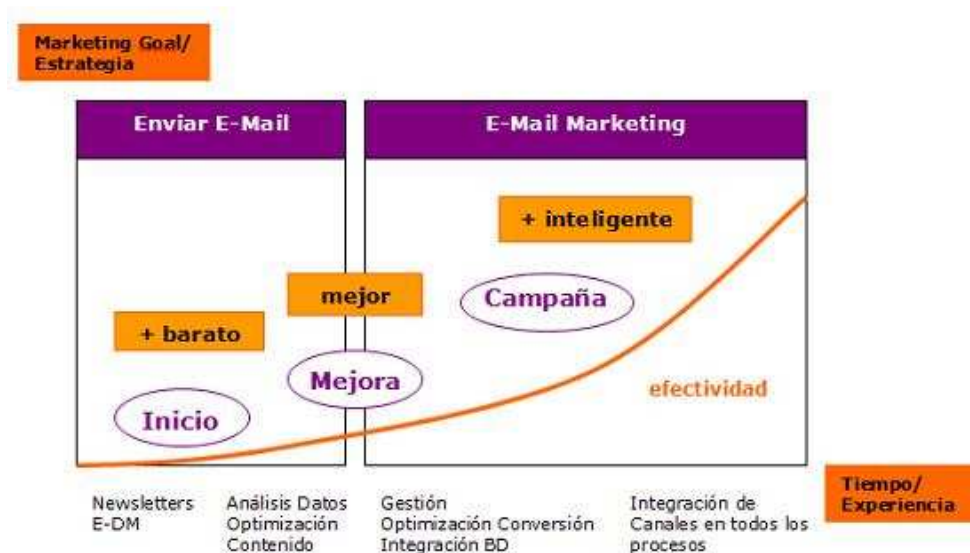 Marketing Goal/
Estrategia
Enviar E-Mail
E-Mail Marketing
+ inteligente
mejor
Campaña
+ barato
Mejora
efectividad
Inicio
Tiempo/
Experiencia
Newsletters
E-DM
Análisis Datos
Optimización
Contenido
Gestión
Optimización Conversión
Integración BD
Integración de
Canales en todos los
procesos